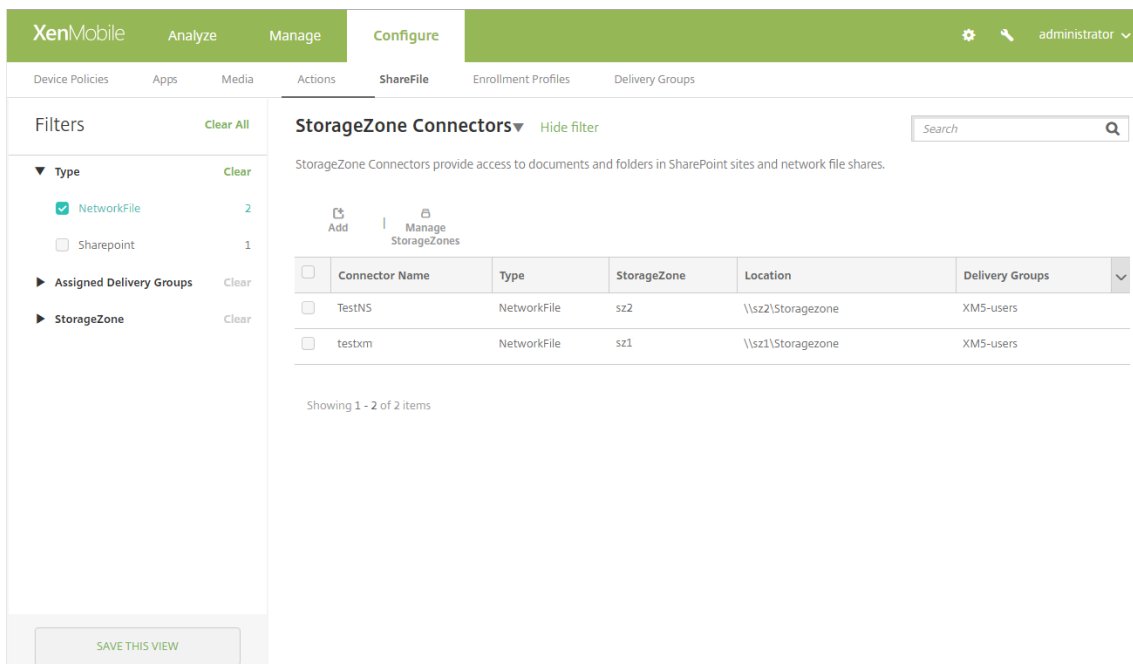 XenMobile Analyze Manage Configure administrator
Device Policies Apps Media Actions ShareFile Enrollment Profiles Delivery Groups
Filters Clear All
Type Clear
NetworkFile 2
Sharepoint 1
Assigned Delivery Groups Clear
StorageZone Clear
SAVE THIS VIEW
StorageZone Connectors Hide filter
Search
StorageZone Connectors provide access to documents and folders in SharePoint sites and network file shares.
Add | Manage StorageZones
Connector Name Type StorageZone Location Delivery Groups
TestNS NetworkFile sz2 \\sz2\Storagezone XM5-users
testxm NetworkFile sz1 \\sz1\Storagezone XM5-users
Showing 1 - 2 of 2 items